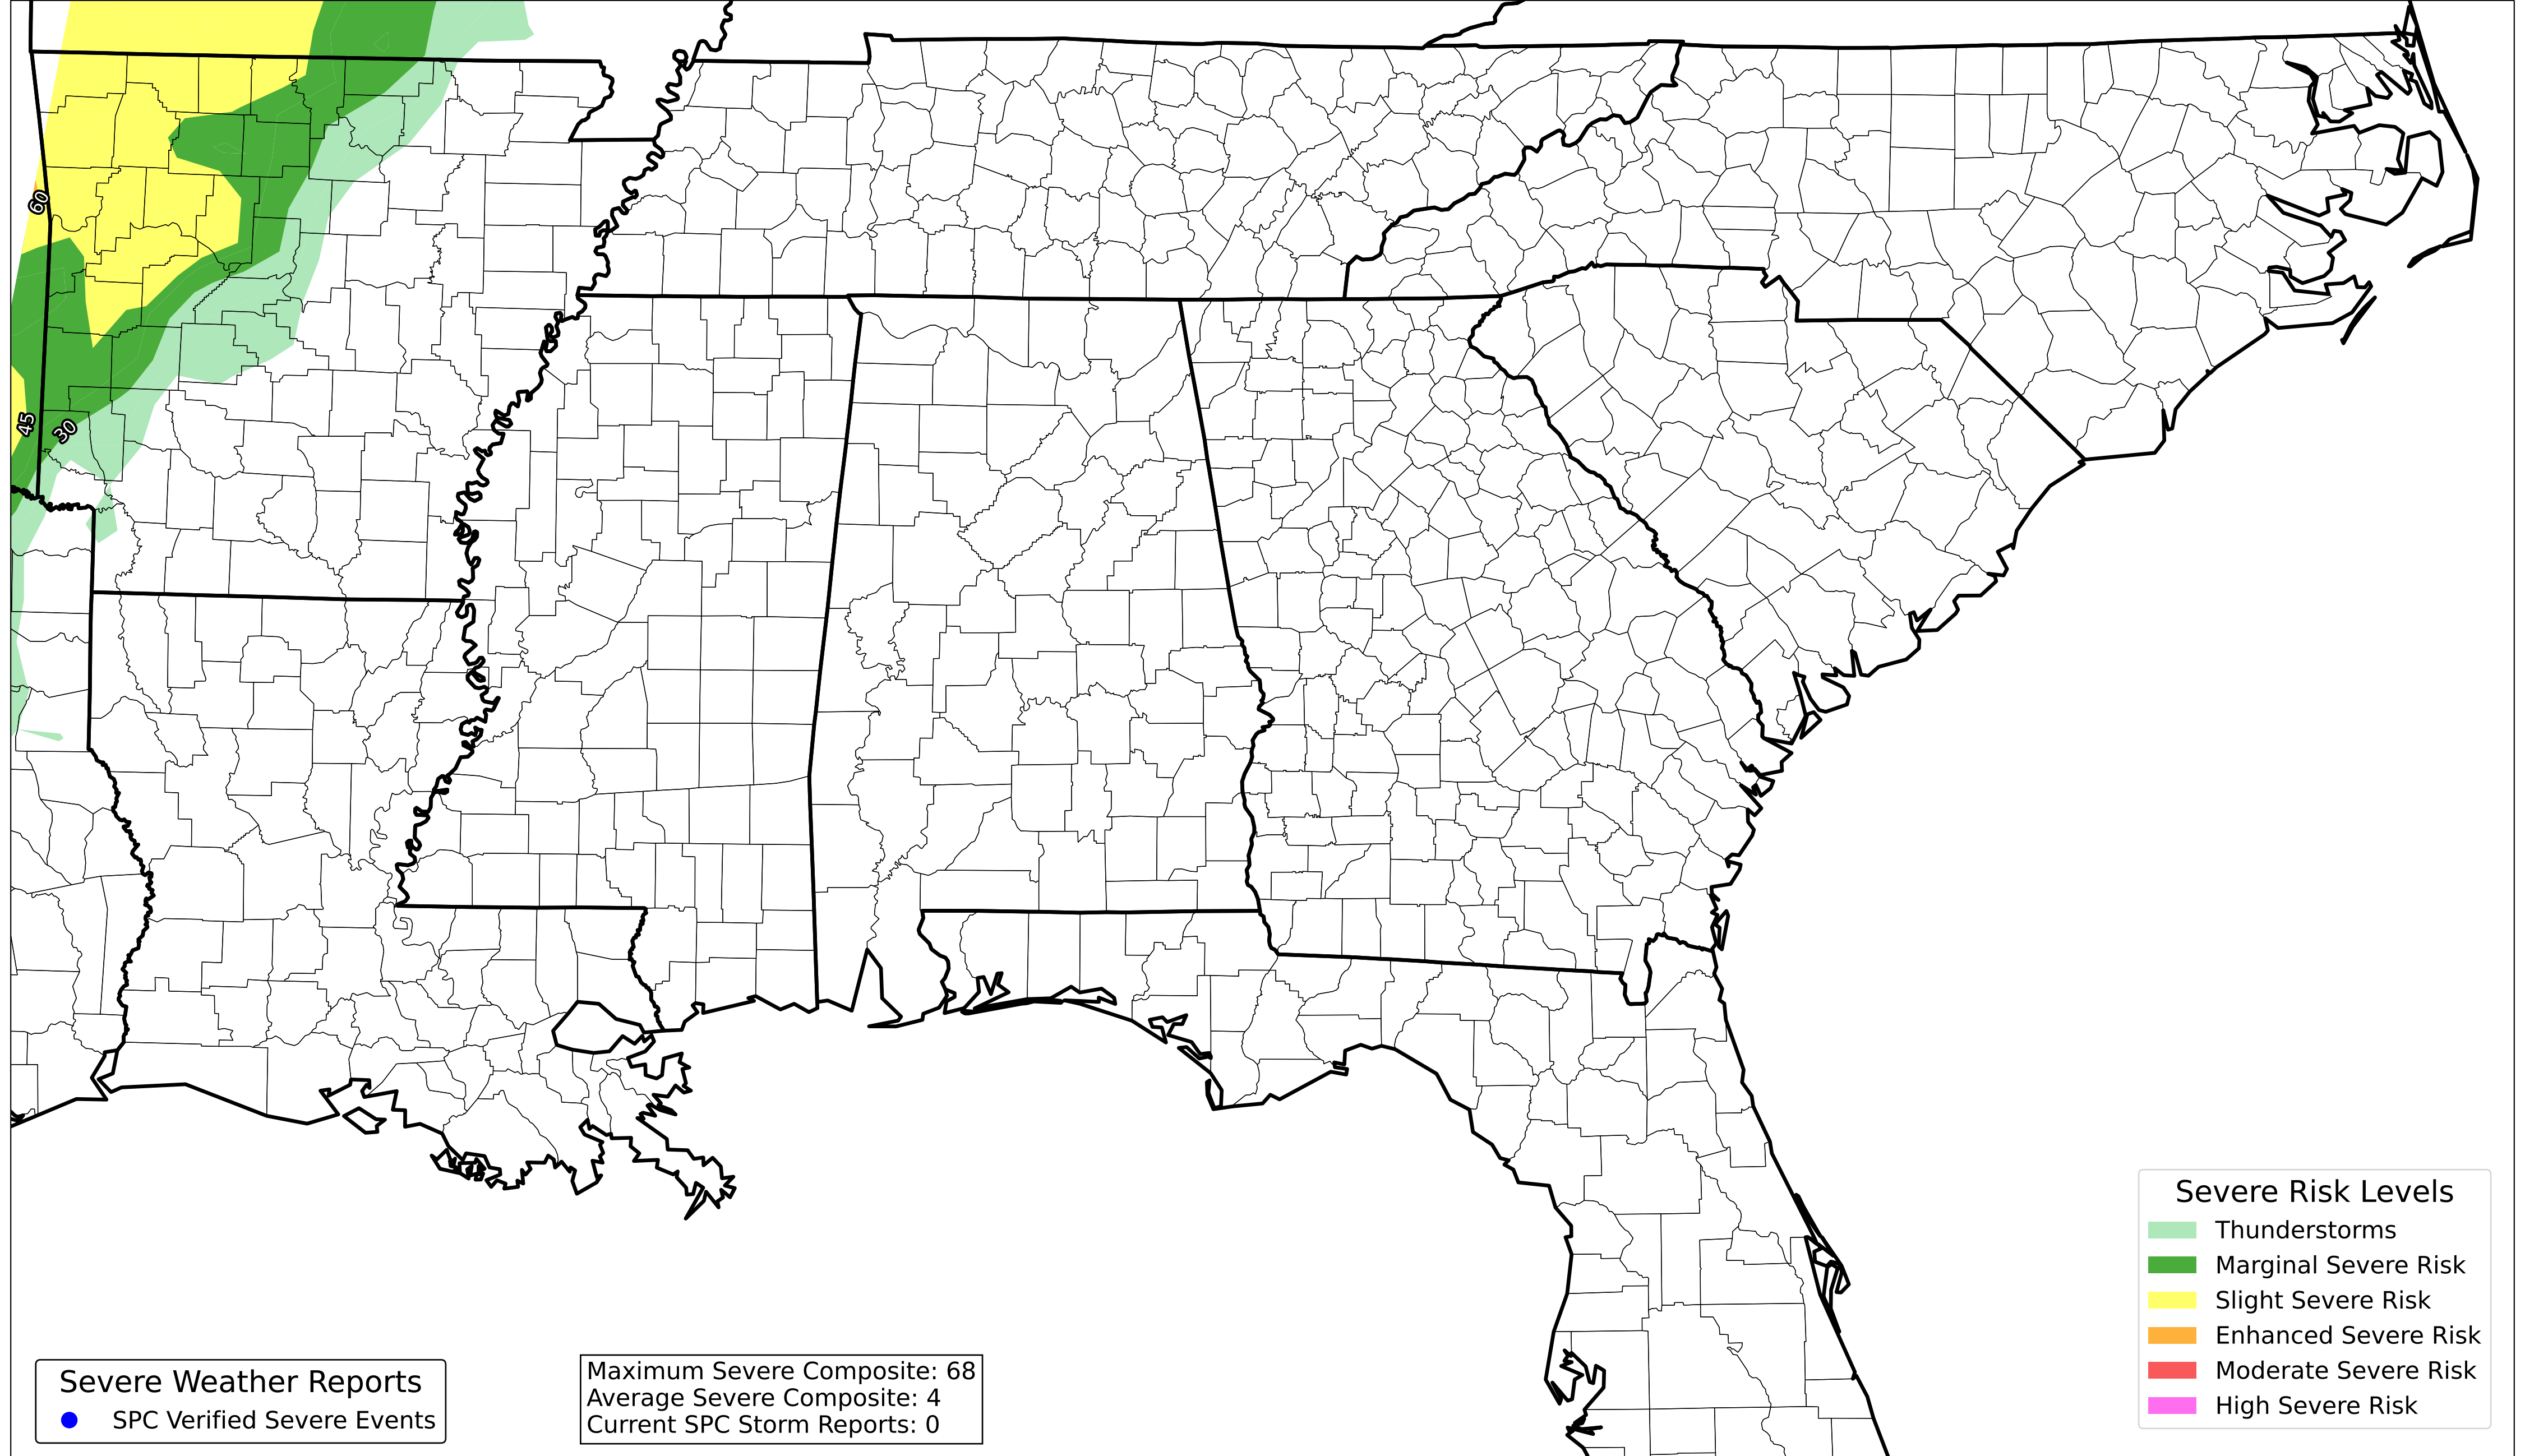 60
45
30
Severe Risk Levels
Thunderstorms
Marginal Severe Risk
Slight Severe Risk
Enhanced Severe Risk
Moderate Severe Risk
High Severe Risk
Severe Weather Reports
SPC Verified Severe Events
Maximum Severe Composite: 68
Average Severe Composite: 4
Current SPC Storm Reports: 0